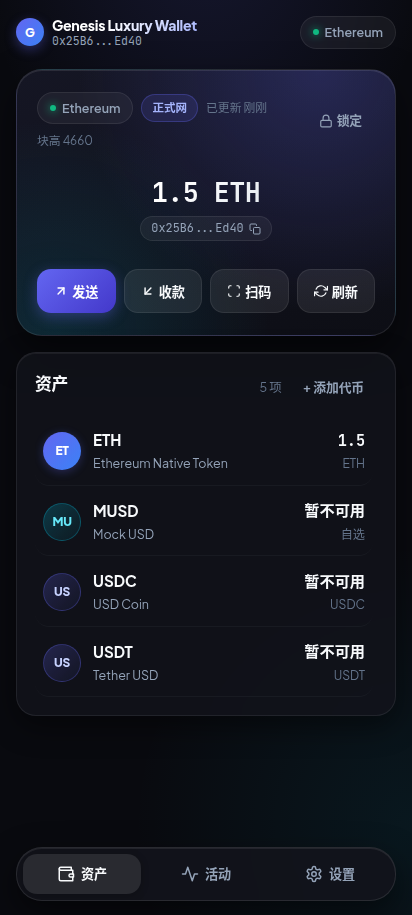 G
Genesis Luxury Wallet
0x25B6...Ed40
Ethereum
Ethereum
正式网
已更新 刚刚
锁定
块高 4660
1.5 ETH
0x25B6...Ed40
发送
收款
扫码
刷新
资产
5 项
+ 添加代币
ET
ETH
1.5
Ethereum Native Token
ETH
MU
MUSD
暂不可用
Mock USD
自选
US
USDC
暂不可用
USD Coin
USDC
US
USDT
暂不可用
Tether USD
USDT
资产
活动
设置